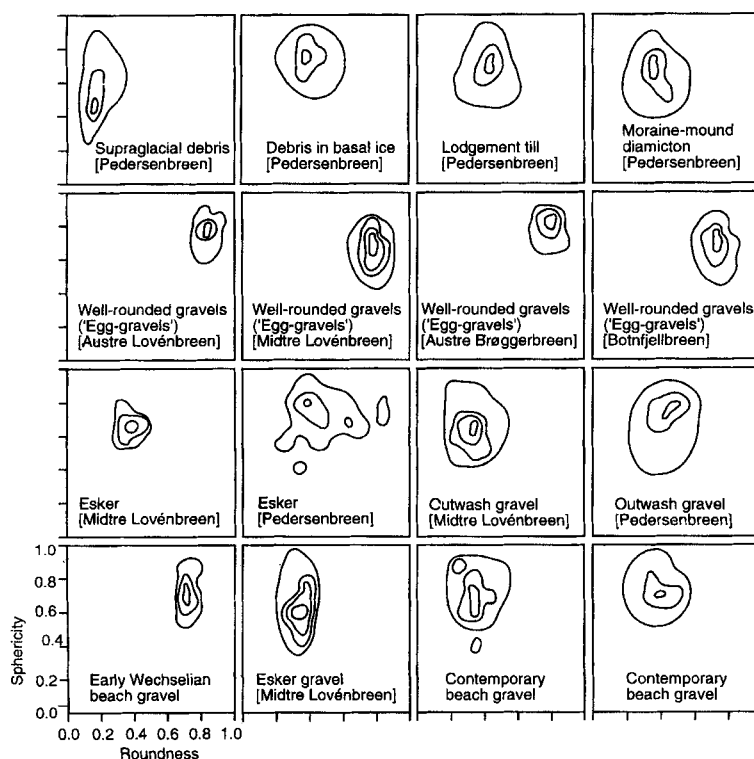 Supraglacial debris
[Pedersenbreen]
Debris in basal ice
[Pedersenbreen]
Lodgement till
[Pedersenbreen]
Moraine-mound
diamicton
[Pedersenbreen]
Well-rounded gravels
('Egg-gravels')
[Austre Lovénbreen]
Well-rounded gravels
('Egg-gravels')
[Midtre Lovénbreen]
Well-rounded gravels
('Egg-gravels')
[Austre Brøggerbreen]
Well-rounded gravels
('Egg-gravels')
[Botnfjellbreen]
Esker
[Midtre Lovénbreen]
Esker
[Pedersenbreen]
Cutwash gravel
[Midtre Lovénbreen]
Outwash gravel
[Pedersenbreen]
Sphericity
1.0
0.8
0.6
0.4
0.2
0.0
Early Wechselian
beach gravel
Esker gravel
[Midtre Lovénbreen]
Contemporary
beach gravel
Contemporary
beach gravel
0.0 0.2 0.4 0.6 0.8 1.0
Roundness